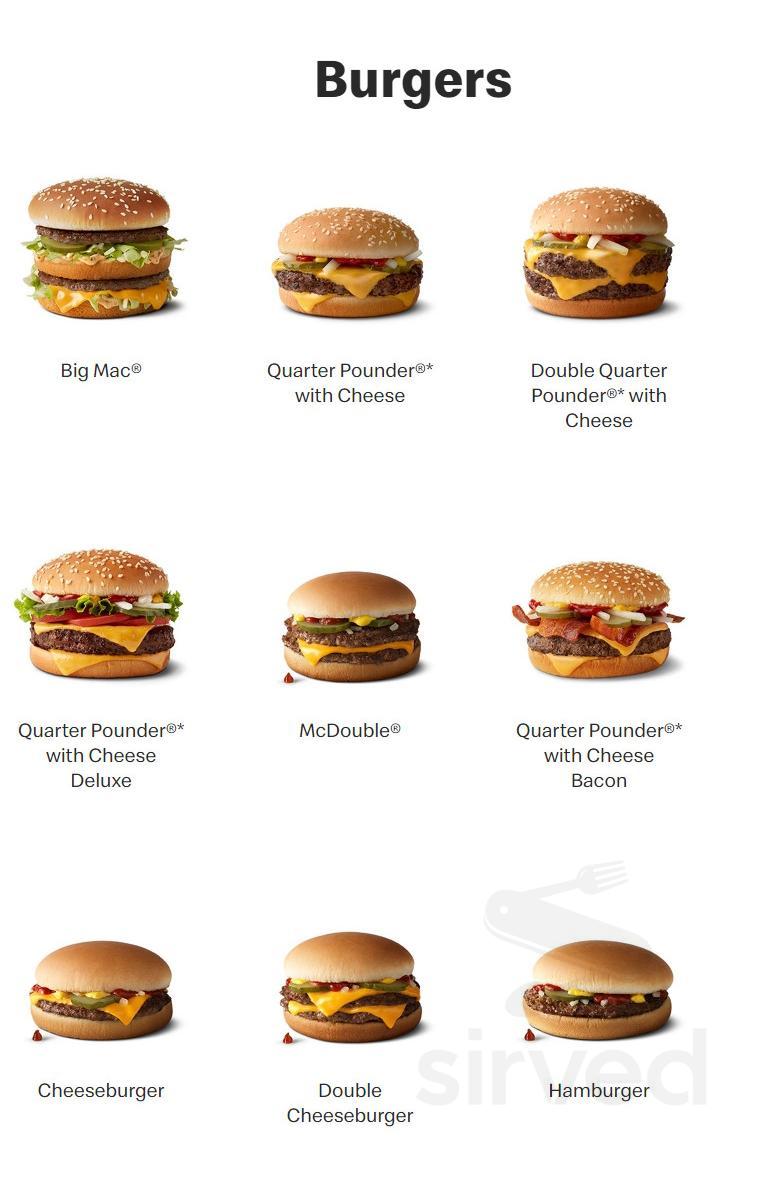 Burgers
Big Mac®
Quarter Pounder®*
with Cheese
Double Quarter
Pounder®* with
Cheese
Quarter Pounder®*
with Cheese
Deluxe
McDouble®
Quarter Pounder®*
with Cheese
Bacon
Cheeseburger
Double
Cheeseburger
Hamburger
sirved